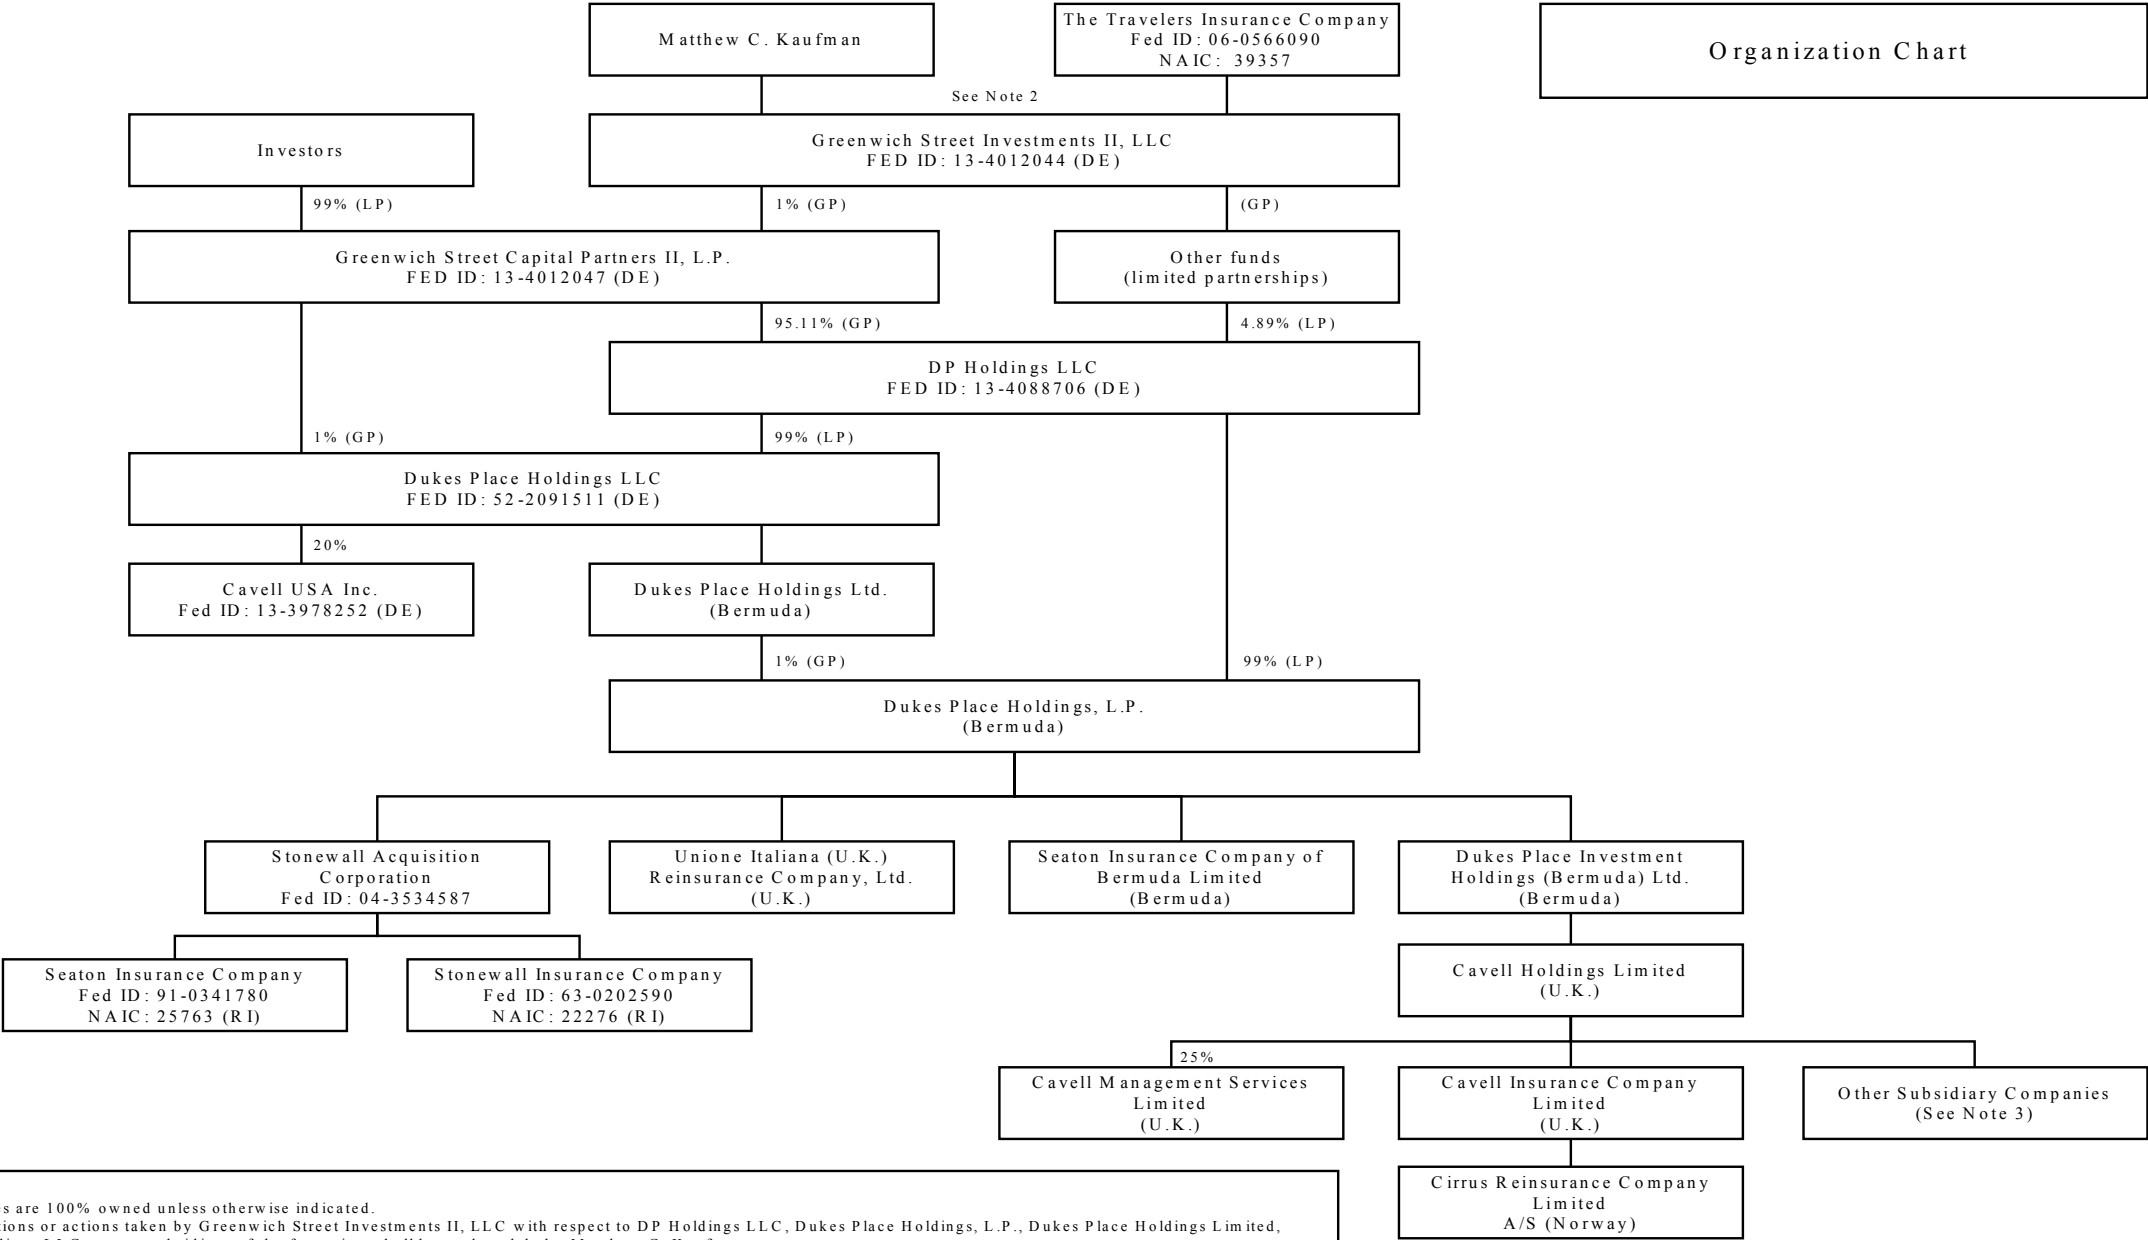 Matthew C. Kaufman
The Travelers Insurance Company
Fed ID: 06-0566090
NAIC: 39357
Organization Chart
See Note 2
Investors
Greenwich Street Investments II, LLC
FED ID: 13-4012044 (DE)
99% (LP)
1% (GP)
(GP)
Greenwich Street Capital Partners II, L.P.
FED ID: 13-4012047 (DE)
Other funds
(limited partnerships)
95.11% (GP)
4.89% (LP)
DP Holdings LLC
FED ID: 13-4088706 (DE)
1% (GP)
99% (LP)
Dukes Place Holdings LLC
FED ID: 52-2091511 (DE)
20%
Cavell USA Inc.
Fed ID: 13-3978252 (DE)
Dukes Place Holdings Ltd.
(Bermuda)
1% (GP)
99% (LP)
Dukes Place Holdings, L.P.
(Bermuda)
Stonewall Acquisition
Corporation
Fed ID: 04-3534587
Unione Italiana (U.K.)
Reinsurance Company, Ltd.
(U.K.)
Seaton Insurance Company of
Bermuda Limited
(Bermuda)
Dukes Place Investment
Holdings (Bermuda) Ltd.
(Bermuda)
Seaton Insurance Company
Fed ID: 91-0341780
NAIC: 25763 (RI)
Stonewall Insurance Company
Fed ID: 63-0202590
NAIC: 22276 (RI)
Cavell Holdings Limited
(U.K.)
25%
Cavell Management Services
Limited
(U.K.)
Cavell Insurance Company
Limited
(U.K.)
Other Subsidiary Companies
(See Note 3)
Cirrus Reinsurance Company
Limited
A/S (Norway)
are 100% owned unless otherwise indicated.
or actions taken by Greenwich Street Investments II, LLC with respect to DP Holdings LLC, Dukes Place Holdings, L.P., Dukes Place Holdings Limited,